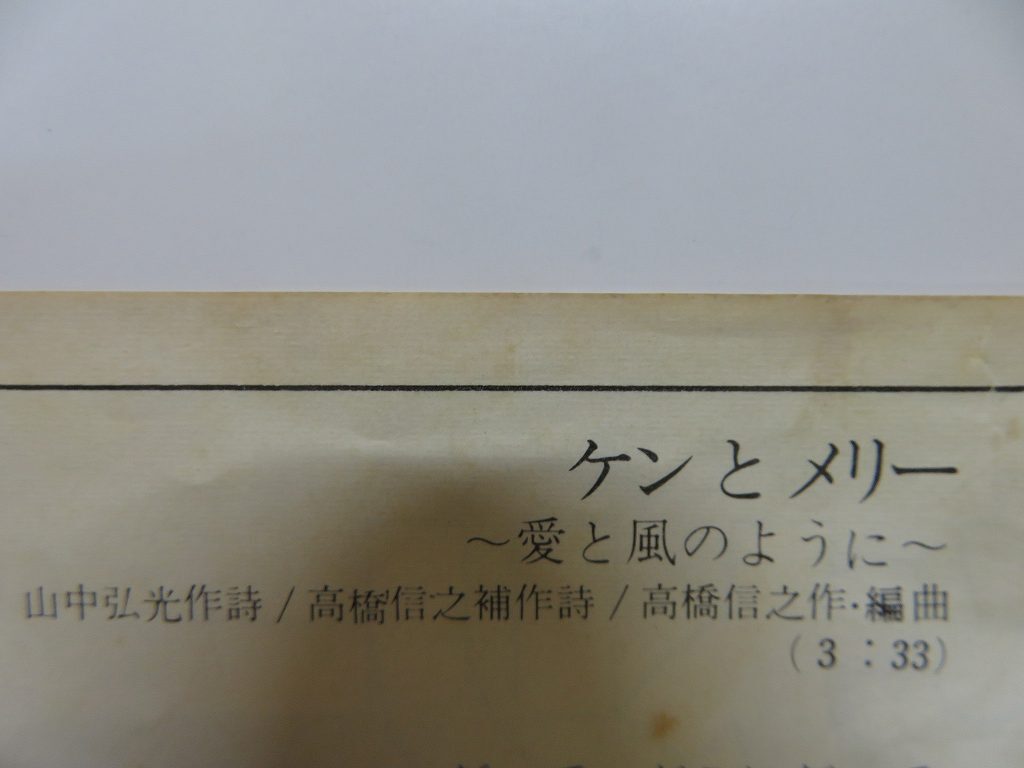 ケンとメリー
～愛と風のように～
山中弘光作詩/高橋信之補作詩/高橋信之作・編曲
(3:33)